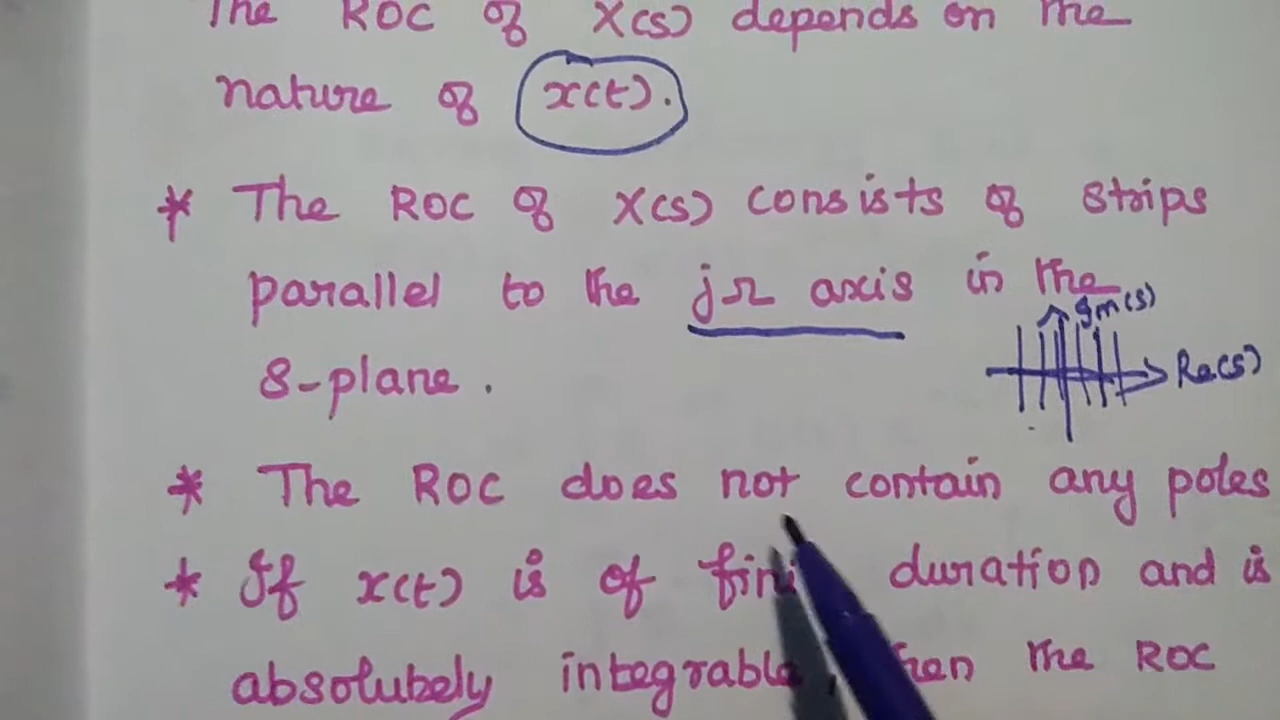 The ROC of X(s) depends on the
nature of x(t).
* The ROC of X(s) consists of strips
parallel to the jΩ axis in the
Im(s)
Re(s)
s-plane.
* The ROC does not contain any poles
* If x(t) is of duration and is
absolutely integrable, the ROC